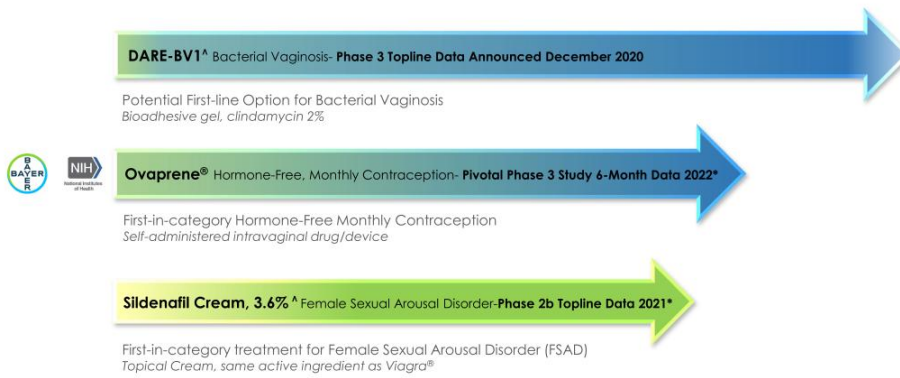 DARE-BV1^ Bacterial Vaginosis- Phase 3 Topline Data Announced December 2020
Potential First-line Option for Bacterial Vaginosis
Bioadhesive gel, clindamycin 2%
BAYER
BAYER
NIH
National Institutes
of Health
Ovaprene® Hormone-Free, Monthly Contraception- Pivotal Phase 3 Study 6-Month Data 2022*
First-in-category Hormone-Free Monthly Contraception
Self-administered intravaginal drug/device
Sildenafil Cream, 3.6% ^ Female Sexual Arousal Disorder-Phase 2b Topline Data 2021*
First-in-category treatment for Female Sexual Arousal Disorder (FSAD)
Topical Cream, same active ingredient as Viagra®